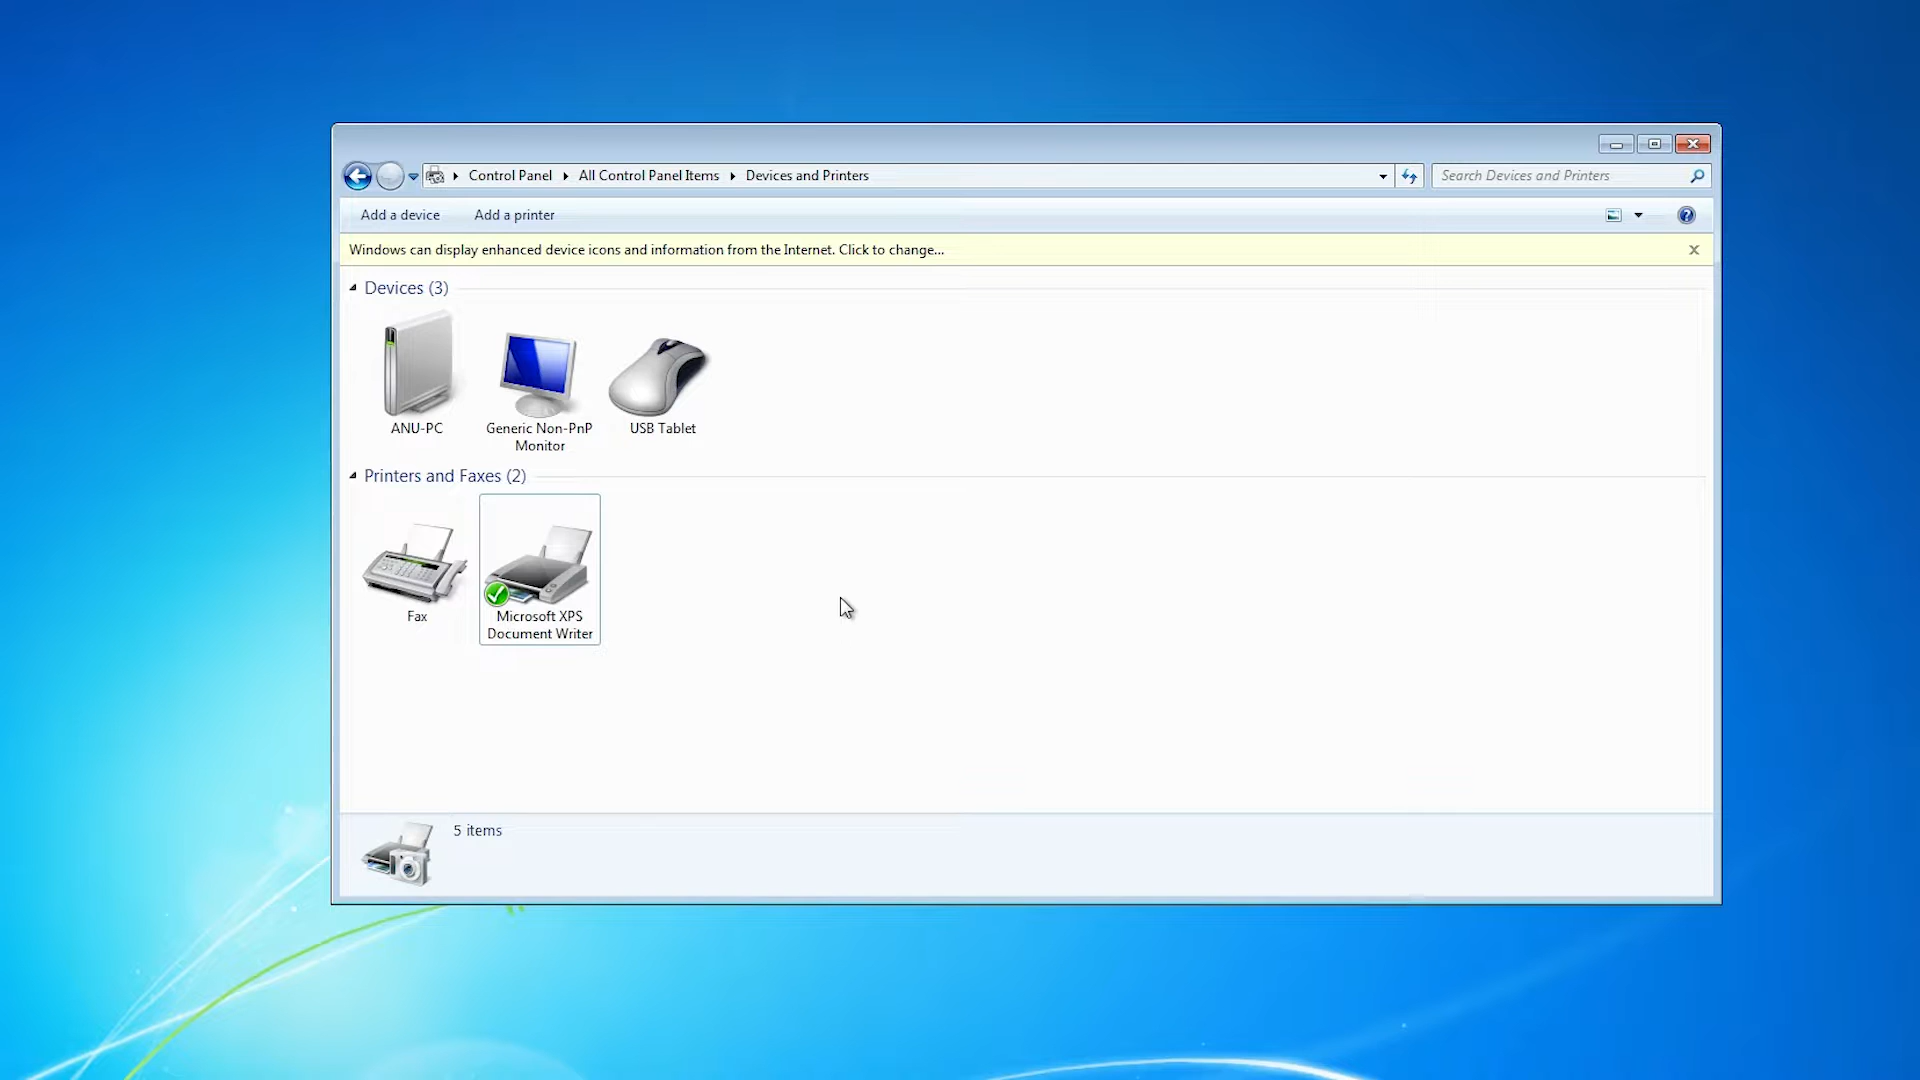 Control Panel All Control Panel Items Devices and Printers
Search Devices and Printers
Add a device Add a printer
Windows can display enhanced device icons and information from the Internet. Click to change...
Devices (3)
ANU-PC
Generic Non-PnP
Monitor
USB Tablet
Printers and Faxes (2)
Fax
Microsoft XPS
Document Writer
5 items